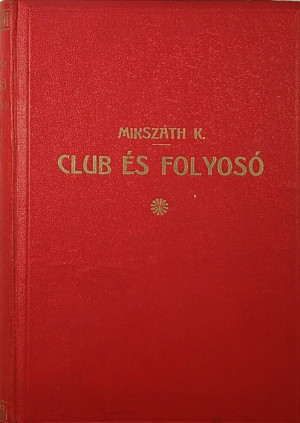 MIKSZÁTH K.
CLUB ÉS FOLYOSÓ